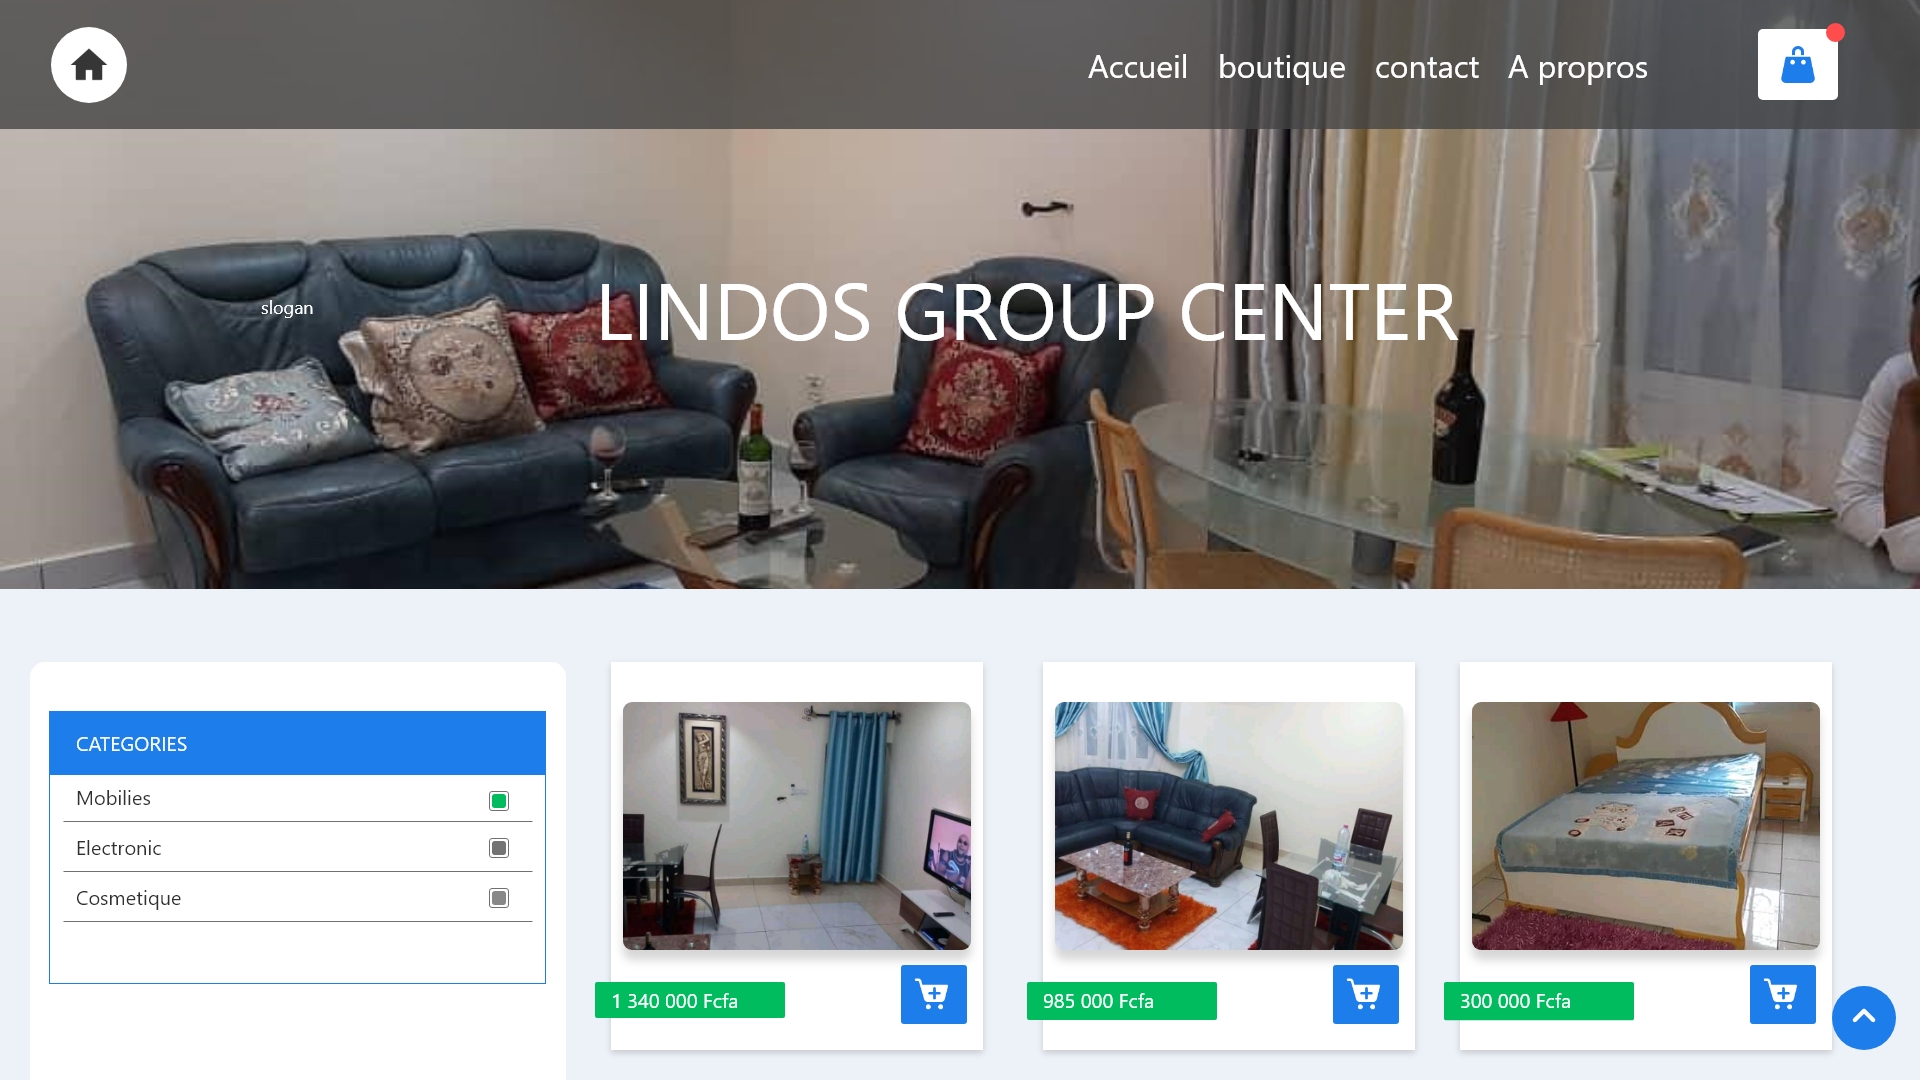 Accueil boutique contact A propros
slogan
LINDOS GROUP CENTER
CATEGORIES
Mobilies
Electronic
Cosmetique
1 340 000 Fcfa
985 000 Fcfa
300 000 Fcfa